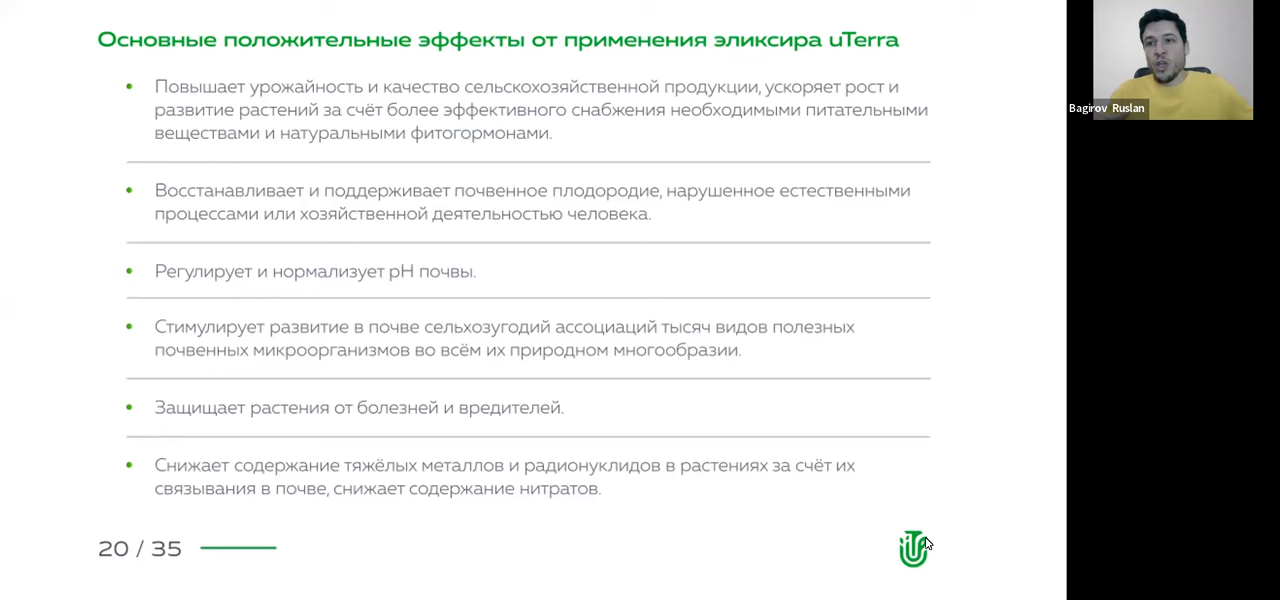 Основные положительные эффекты от применения эликсира uTerra
Повышает урожайность и качество сельскохозяйственной продукции, ускоряет рост и
развитие растений за счёт более эффективного снабжения необходимыми питательными
веществами и натуральными фитогормонами.
Восстанавливает и поддерживает почвенное плодородие, нарушенное естественными
процессами или хозяйственной деятельностью человека.
Регулирует и нормализует pH почвы.
Стимулирует развитие в почве сельхозугодий ассоциаций тысяч видов полезных
почвенных микроорганизмов во всём их природном многообразии.
Защищает растения от болезней и вредителей.
Снижает содержание тяжёлых металлов и радионуклидов в растениях за счёт их
связывания в почве, снижает содержание нитратов.
20 / 35
Bagirov Ruslan